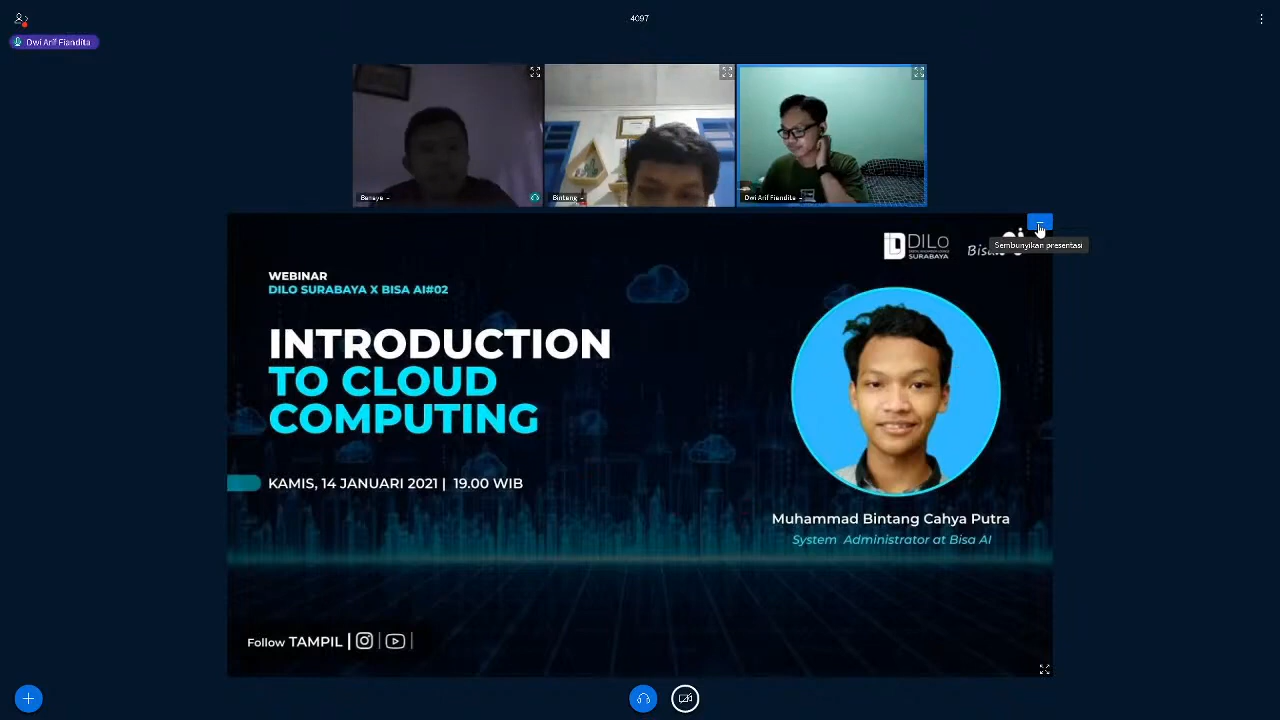 4097
Dwi Arif Fiandita
Banaya
Bintang
Dwi Arif Fiandita
DILO
SURABAYA
Bisa
Sembunyikan presentasi
WEBINAR
DILO SURABAYA X BISA AI#02
INTRODUCTION
TO CLOUD
COMPUTING
KAMIS, 14 JANUARI 2021 | 19.00 WIB
Muhammad Bintang Cahya Putra
System Administrator at Bisa AI
Follow TAMPIL